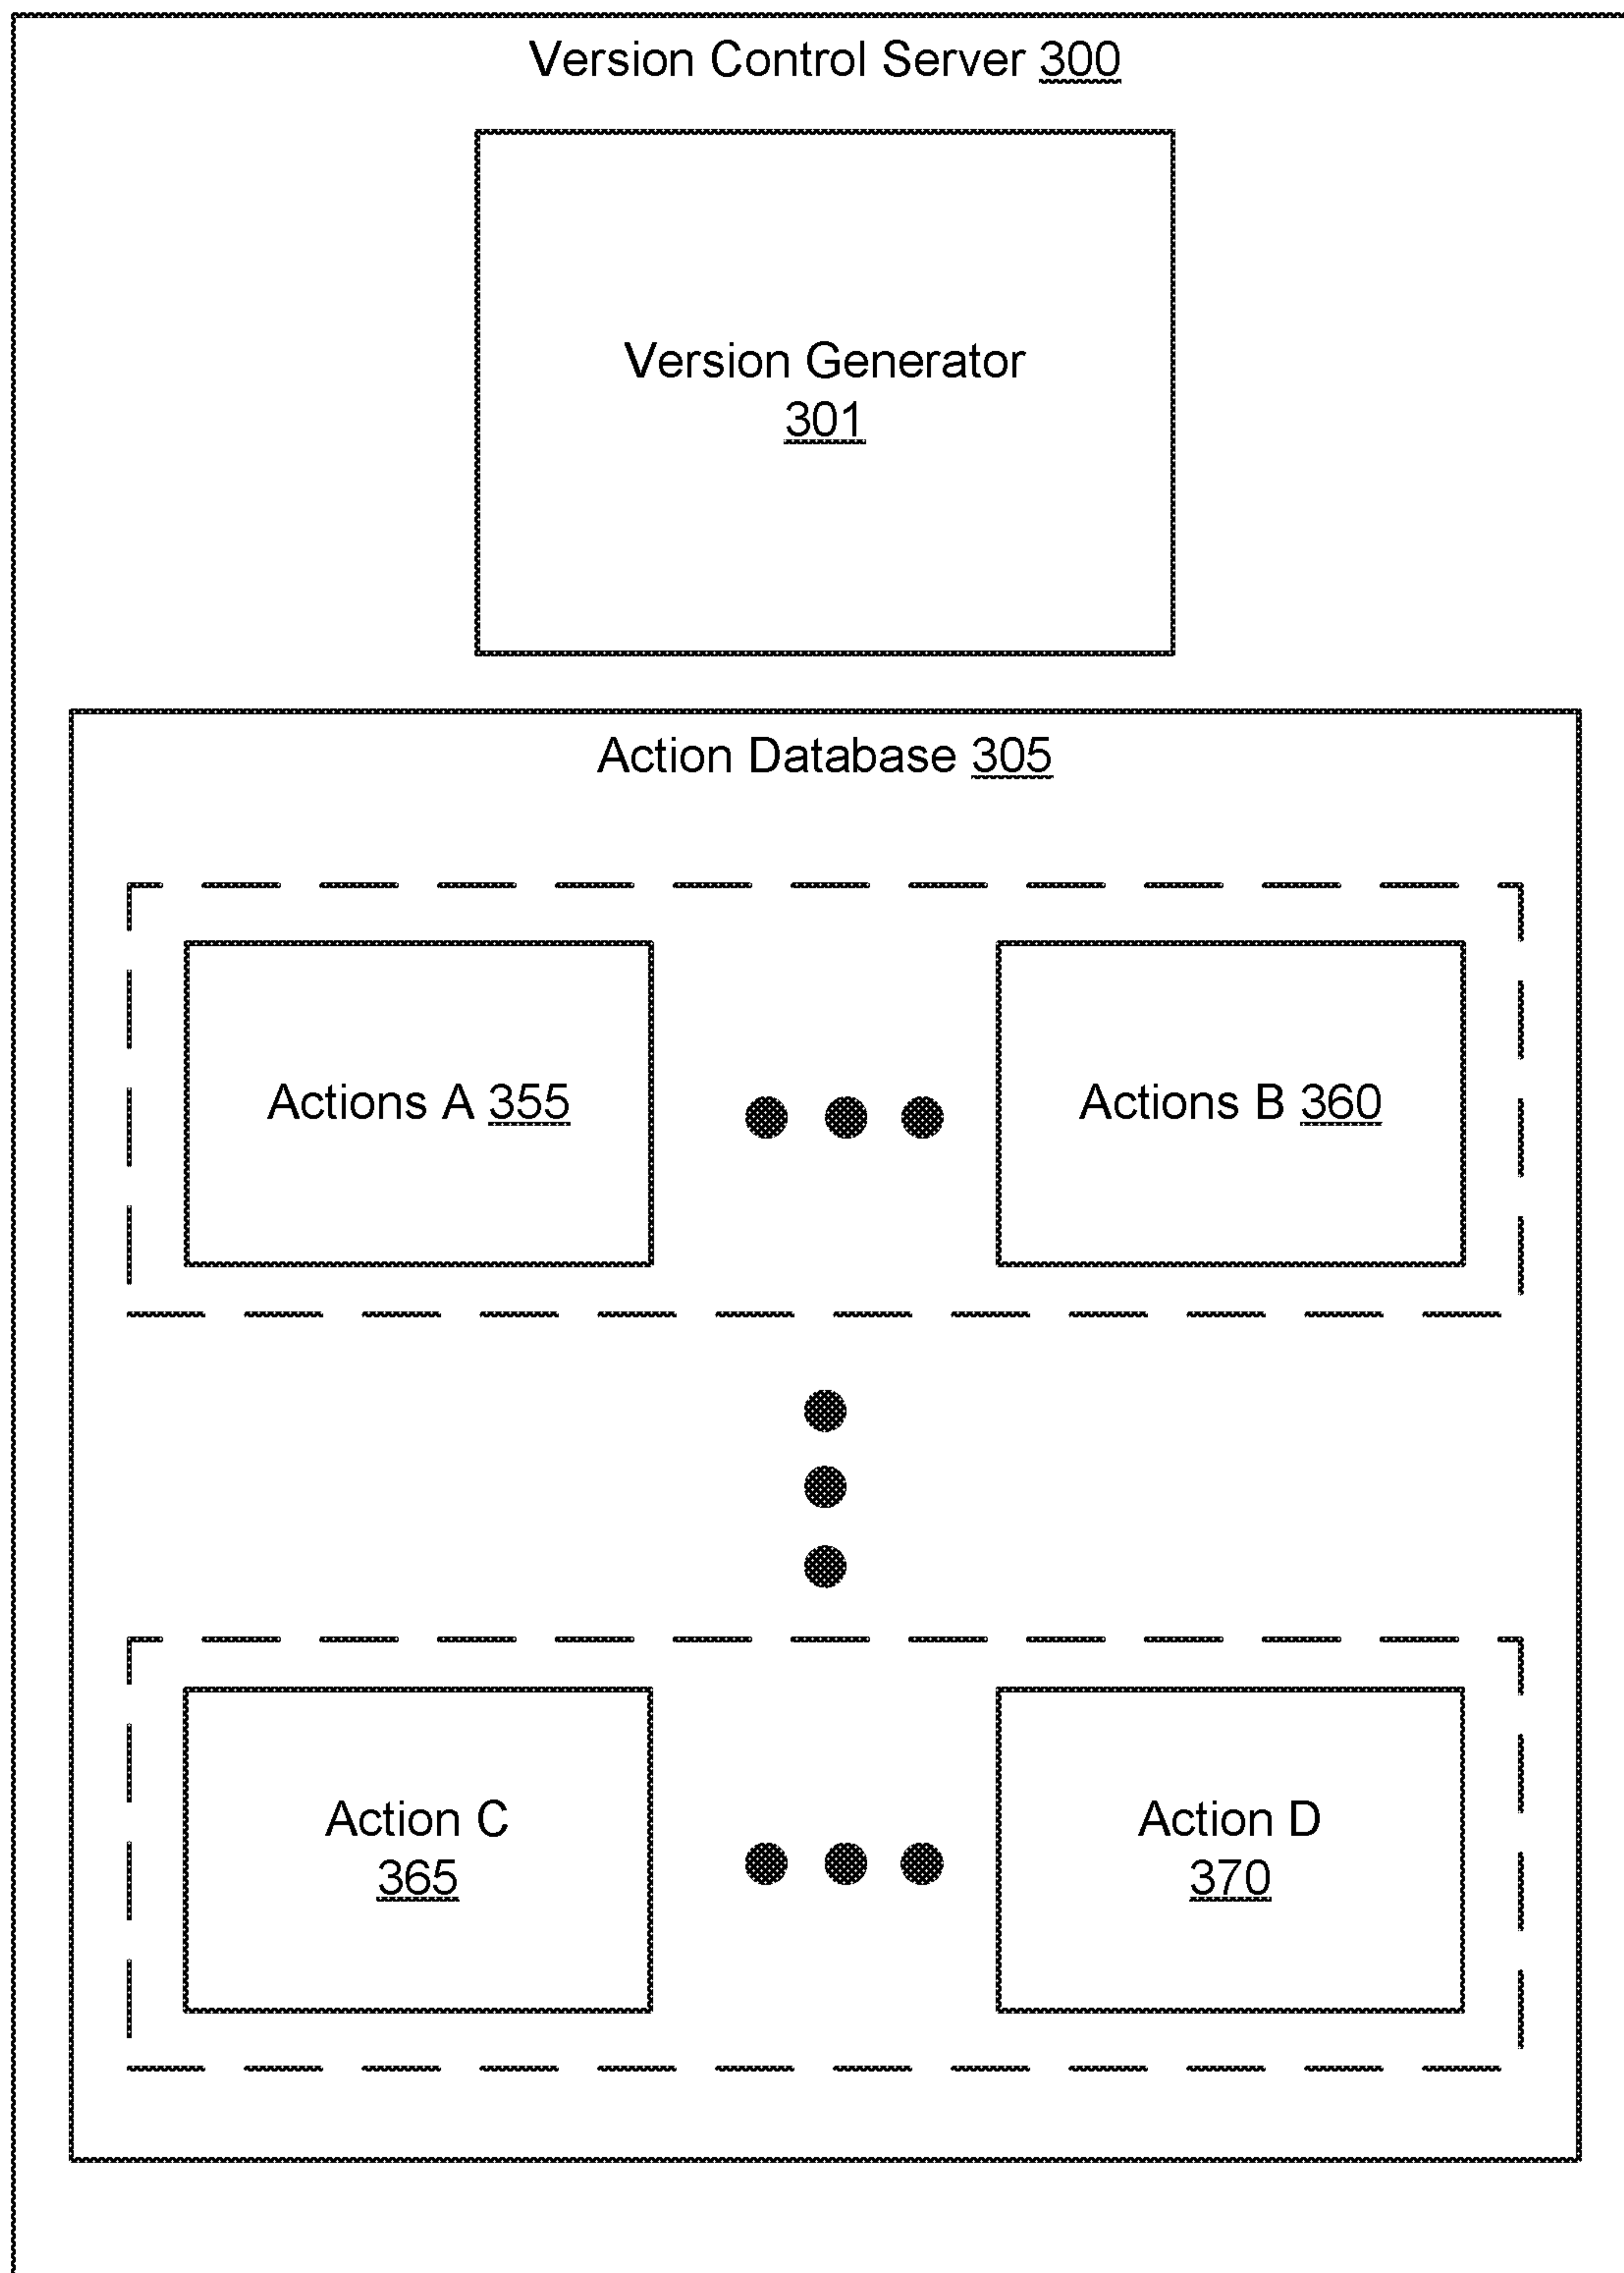 Version Control Server 300
Version Generator
301
Action Database 305
Actions A 355
Actions B 360
Action C
365
Action D
370